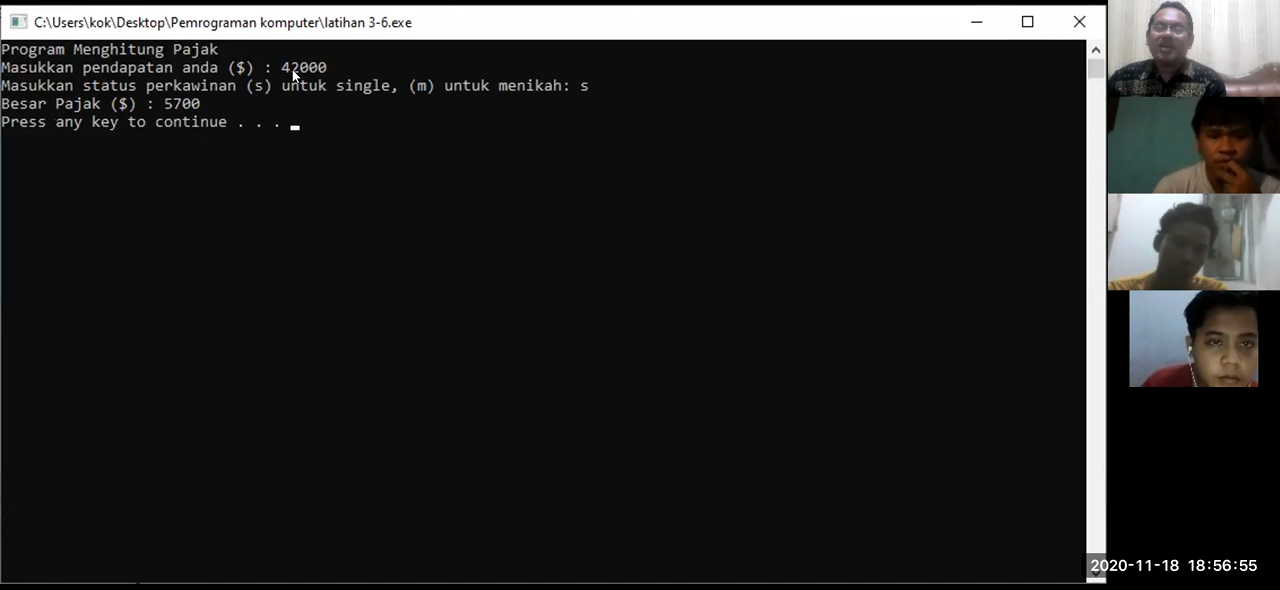 C:\Users\kok\Desktop\Pemrograman komputer\latihan 3-6.exe
Program Menghitung Pajak
Masukkan pendapatan anda ($) : 42000
Masukkan status perkawinan (s) untuk single, (m) untuk menikah: s
Besar Pajak ($) : 5700
Press any key to continue . . .
2020-11-18 18:56:55